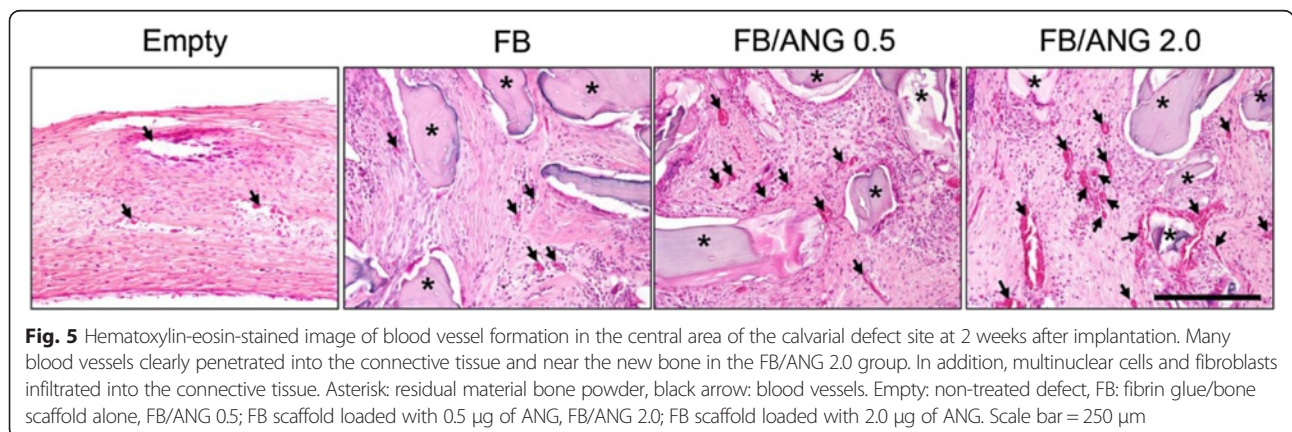 Empty FB FB/ANG 0.5 FB/ANG 2.0
Fig. 5 Hematoxylin-eosin-stained image of blood vessel formation in the central area of the calvarial defect site at 2 weeks after implantation. Many
blood vessels clearly penetrated into the connective tissue and near the new bone in the FB/ANG 2.0 group. In addition, multinuclear cells and fibroblasts
infiltrated into the connective tissue. Asterisk: residual material bone powder, black arrow: blood vessels. Empty: non-treated defect, FB: fibrin glue/bone
scaffold alone, FB/ANG 0.5; FB scaffold loaded with 0.5 μg of ANG, FB/ANG 2.0; FB scaffold loaded with 2.0 μg of ANG. Scale bar = 250 μm